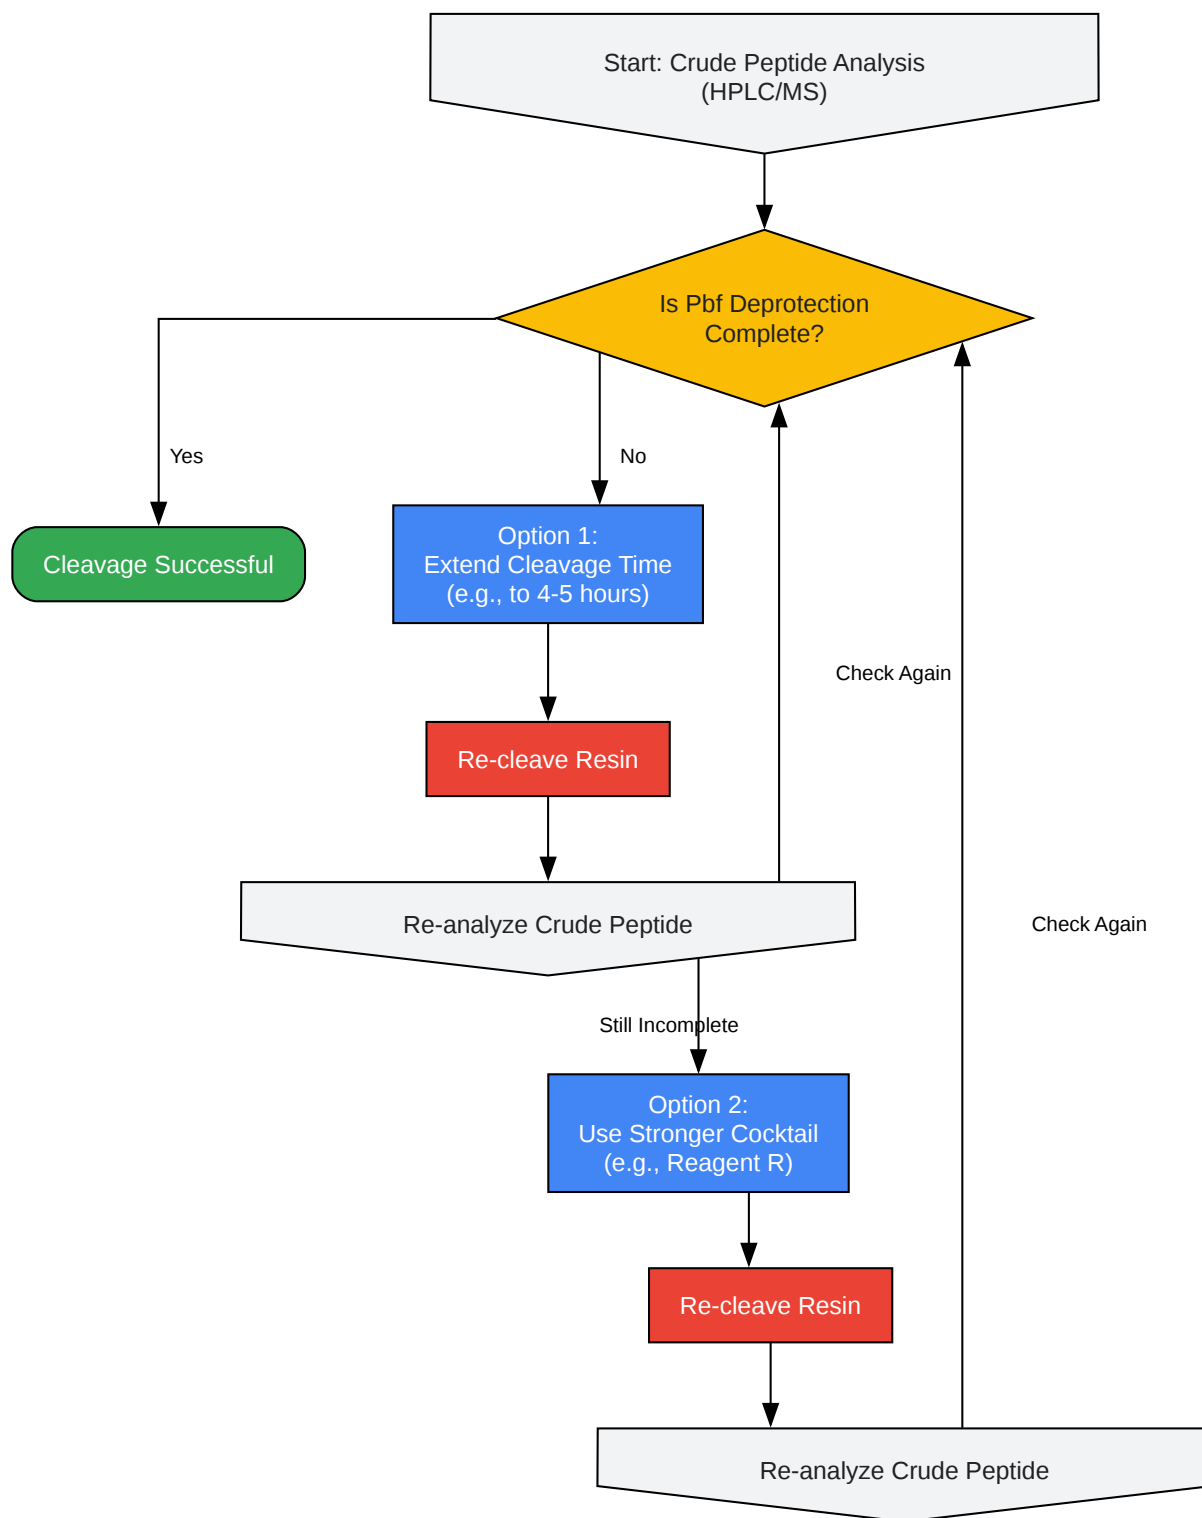 Start: Crude Peptide Analysis
(HPLC/MS)
Is Pbf Deprotection
Complete?
Yes
No
Option 1:
Extend Cleavage Time
(e.g., to 4-5 hours)
Cleavage Successful
Check Again
Re-cleave Resin
Re-analyze Crude Peptide
Check Again
Still Incomplete
Option 2:
Use Stronger Cocktail
(e.g., Reagent R)
Re-cleave Resin
Re-analyze Crude Peptide